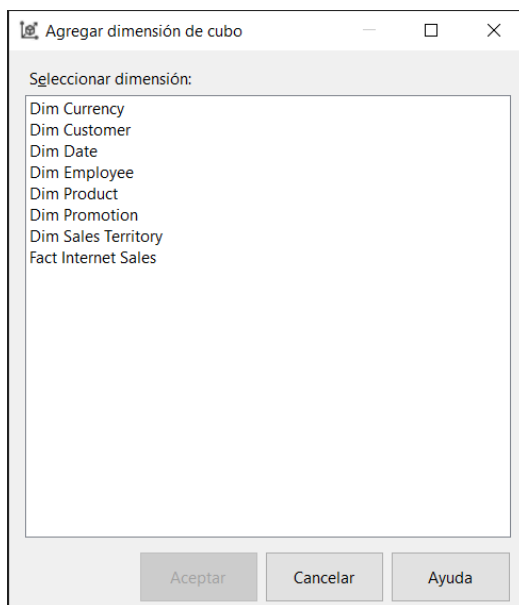 Agregar dimensión de cubo
Seleccionar dimensión:
Dim Currency
Dim Customer
Dim Date
Dim Employee
Dim Product
Dim Promotion
Dim Sales Territory
Fact Internet Sales
Aceptar
Cancelar
Ayuda